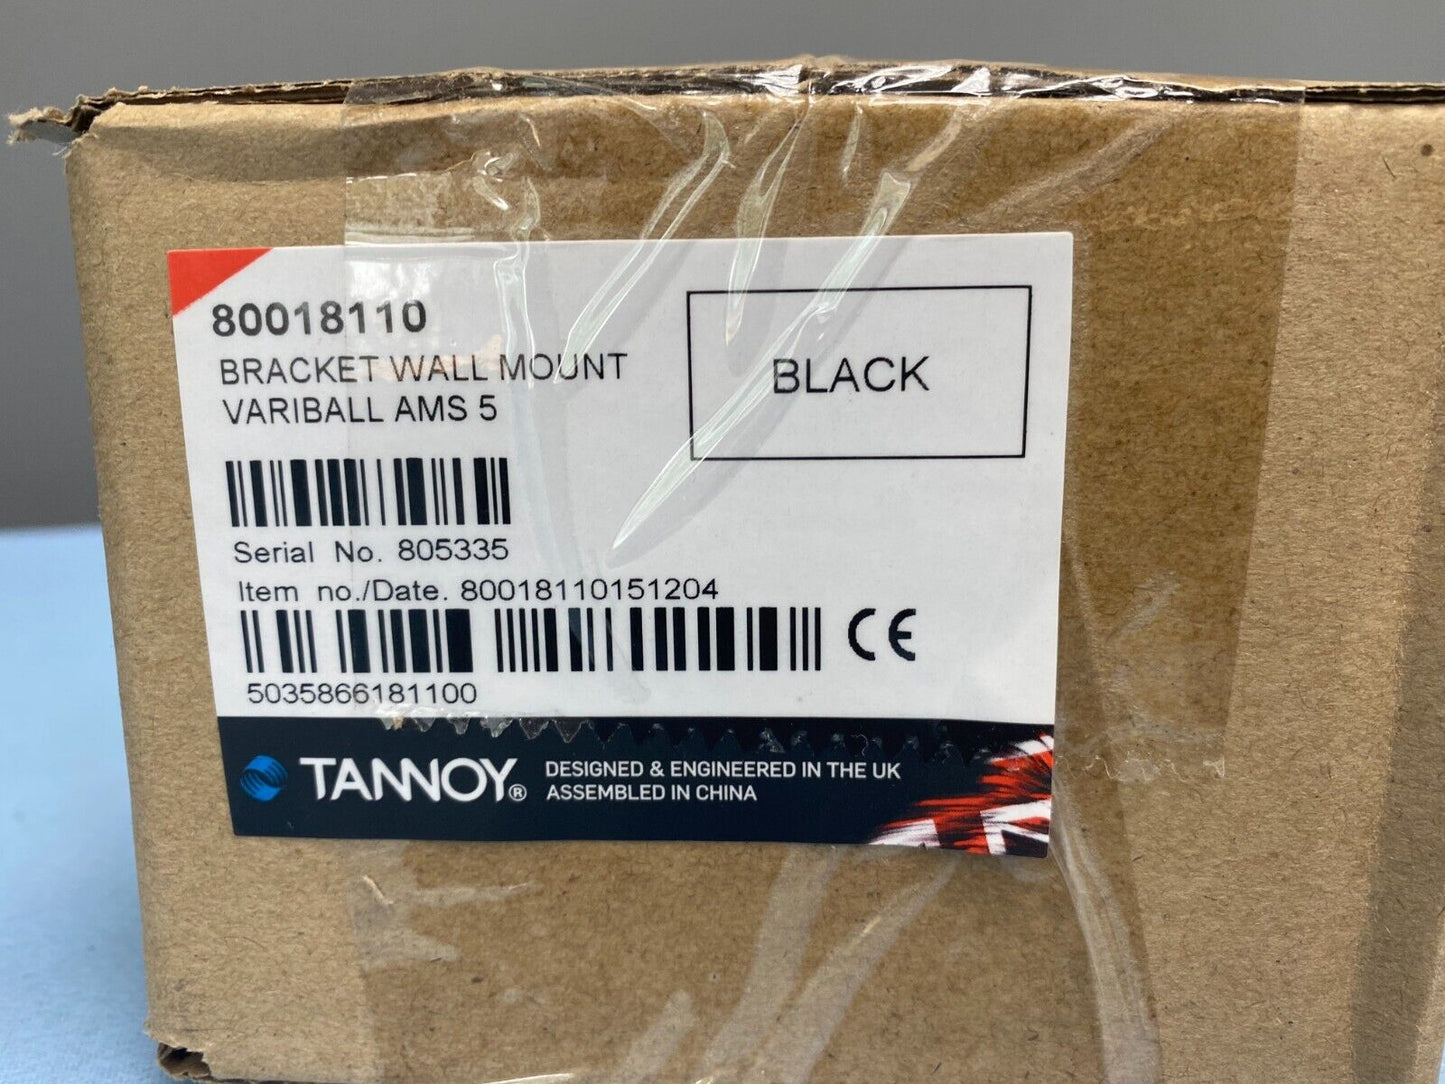 80018110
BRACKET WALL MOUNT
VARIBALL AMS 5
BLACK
Serial No. 805335
Item no./Date. 80018110151204
CE
5035866181100
TANNOY® DESIGNED & ENGINEERED IN THE UK
ASSEMBLED IN CHINA